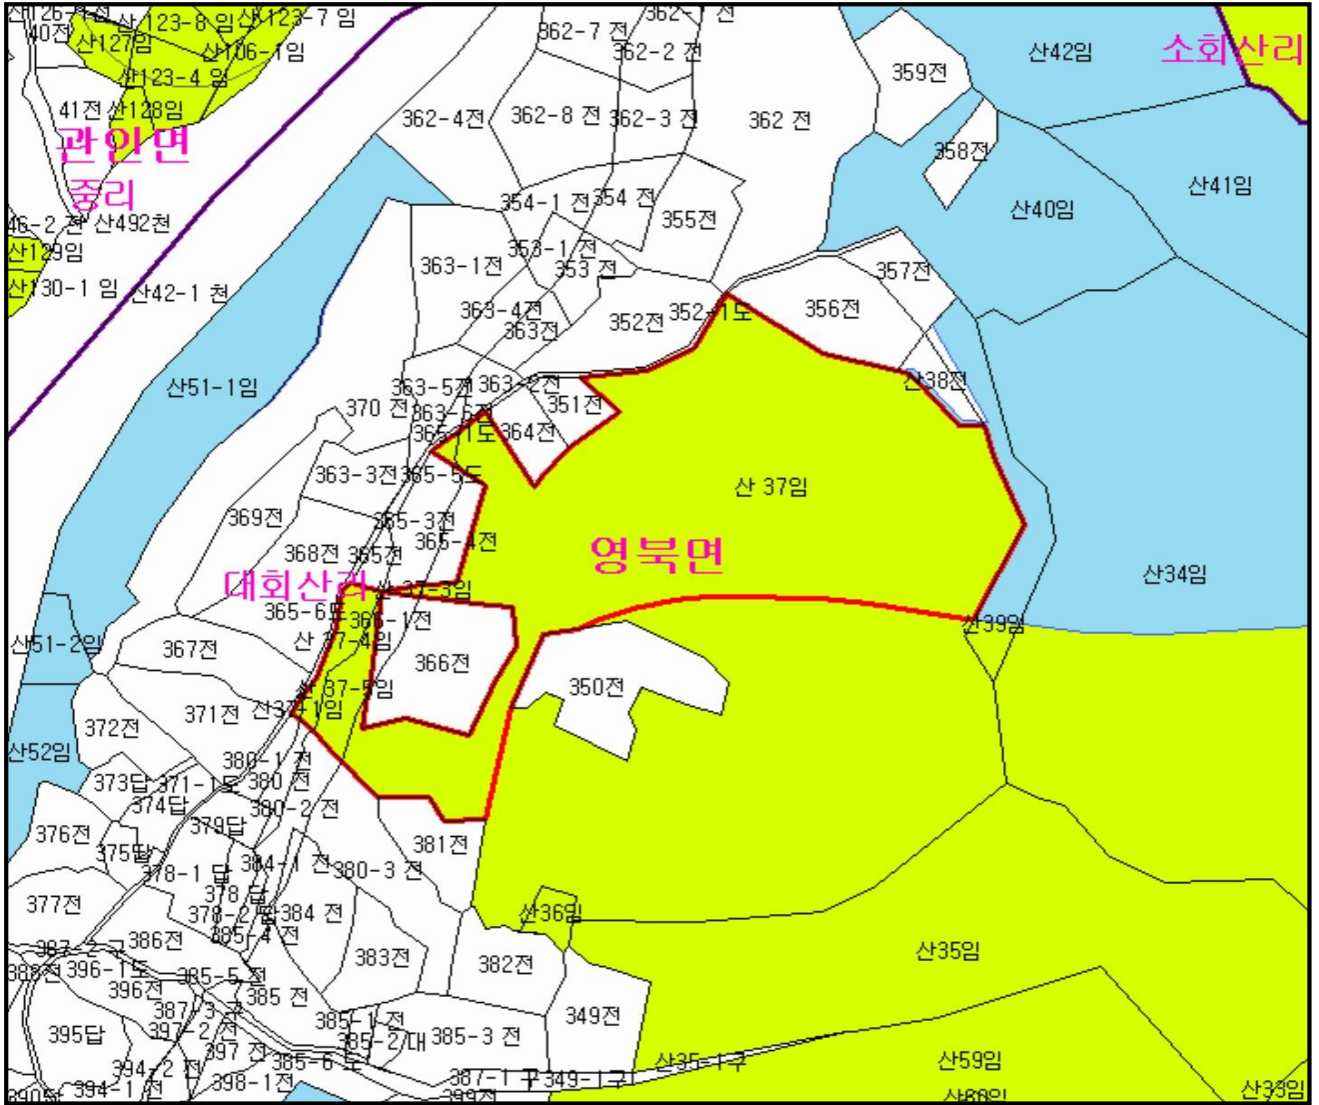 산123-8 임
산123-7 임
362-7 전
40전
산127임
산106-1임
362-2 전
산42임
소회산리
359전
산123-4 임
41전
산128임
362-4전
362-8 전
362-3 전
362 전
관인면
358전
중리
산41임
46-2 전
산492천
354-1 전
354 전
355전
산40임
산129임
353-1 전
353 전
363-1전
357전
산130-1 임
산42-1 천
363-4전
363전
352전
352-1도
356전
산51-1임
363-5전
363-2전
산38전
370 전
351전
364전
363-3전
365-5도
산 37임
369전
365-3전
365-4전
368전
365전
영북면
대회산리
산34임
365-6도
산39임
산51-2임
367전
366전
350전
산 37-5임
372전
371전
산52임
380-1 전
373답
371-1도
380 전
374답
380-2 전
376전
379답
381전
375답
378-1 답
384-1 전
380-3 전
378 답
377전
384 전
산36임
386전
385-4 전
383전
382전
산35임
396-1도
385-5 전
396전
385 전
387-3 구
349전
395답
397-2 전
385-1 전
385-2 대
385-3 전
397 전
385-6 도
394-2 전
산35-1구
산59임
394-1 전
398-1전
387-1 구
349-1구
산33임